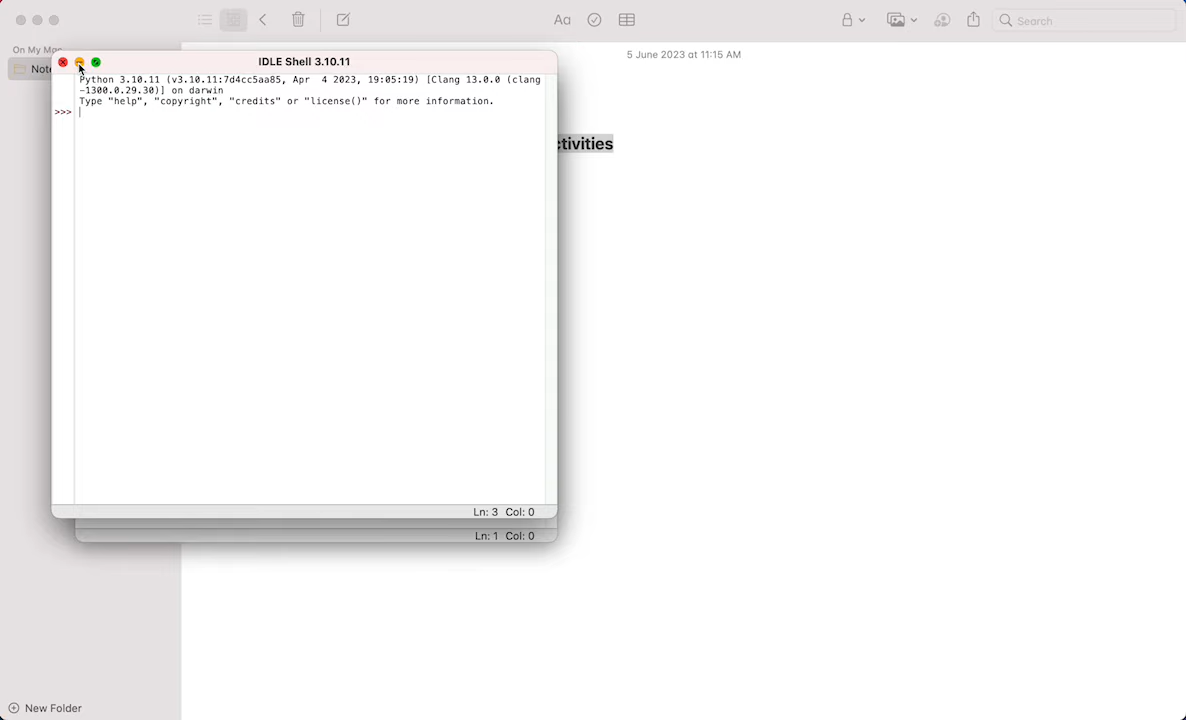 Aa
Search
On My Mac
5 June 2023 at 11:15 AM
IDLE Shell 3.10.11
Python 3.10.11 (v3.10.11:7d4cc5aa85, Apr  4 2023, 19:05:19) [Clang 13.0.0 (clang
-1300.0.29.30)] on darwin
Type "help", "copyright", "credits" or "license()" for more information.
>>>
ctivities
Ln: 3 Col: 0
Ln: 1 Col: 0
New Folder